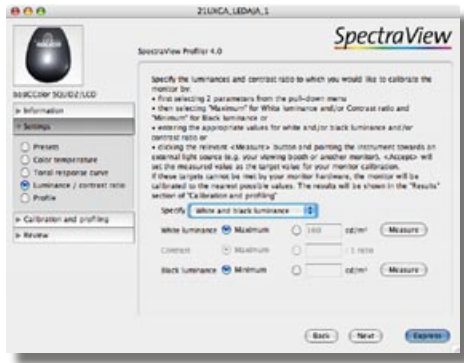 21UXCA_LEDAJA_1
SpectraView Profiler 4.0
SpectraView
Specify the luminances and contrast ratio to which you would like to calibrate the
monitor by:
• first selecting 2 parameters from the pull-down menu
• then selecting "Maximum" for White luminance and/or Contrast ratio and
"Minimum" for Black luminance or
• entering the appropriate values for white and/or black luminance and/or
contrast ratio or
• clicking the relevant <Measure> button and pointing the instrument towards an
external light source (e.g. your viewing booth or another monitor), <Accept> will
set the measured value as the target value for your monitor calibration.
If these targets cannot be met by your monitor hardware, the monitor will be
calibrated to the nearest possible values. The results will be shown in the "Results"
section of "Calibration and profiling"
basICColor SQUID2/LCD
Information
Settings
Presets
Color temperature
Tonal response curve
Luminance / contrast ratio
Profile
Calibration and profiling
Review
Specify White and black luminance
White luminance Maximum 160 cd/m² Measure
Contrast Maximum : 1 ratio
Black luminance Minimum cd/m² Measure
Back Next Express